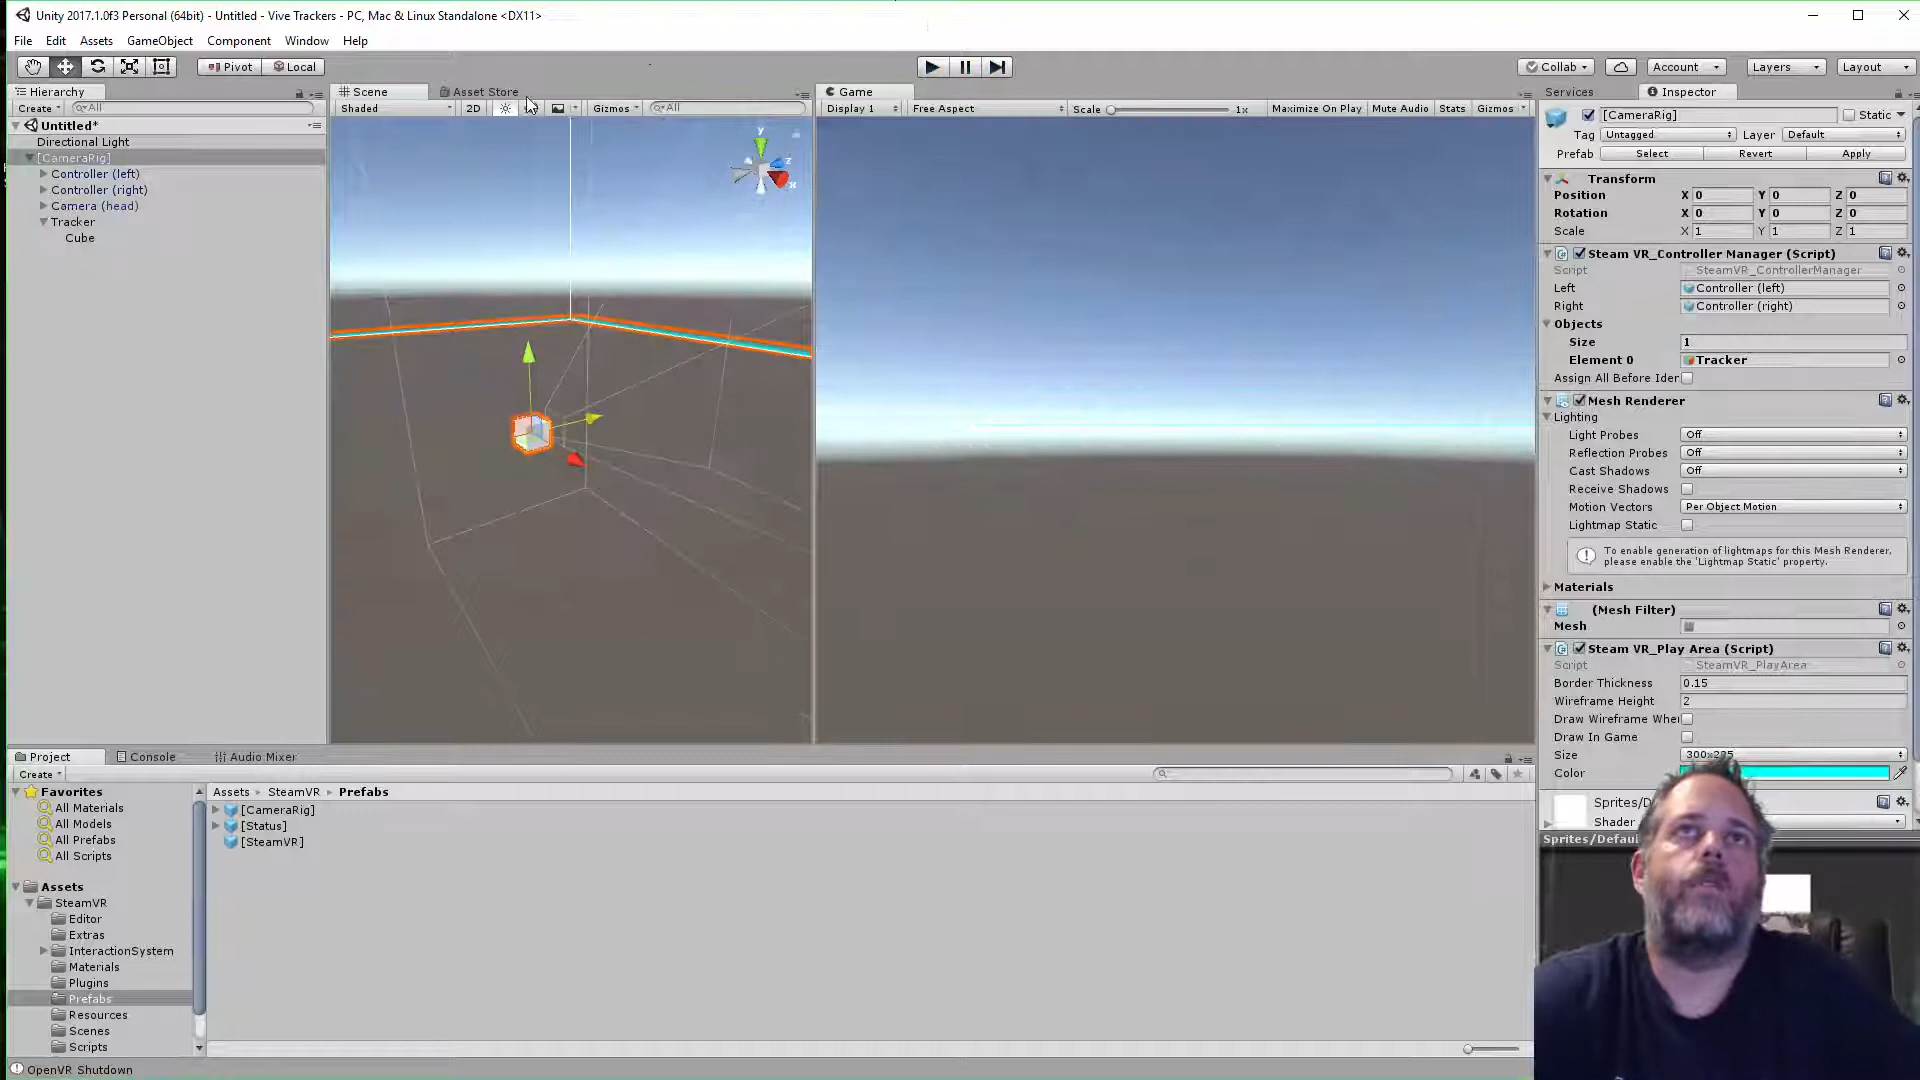 Unity 2017.1.0f3 Personal (64bit) - Untitled - Vive Trackers - PC, Mac & Linux Standalone <DX11>
File Edit Assets GameObject Component Window Help
Pivot Local Collab Account Layers Layout
Hierarchy
Create All
Untitled*
Directional Light
[CameraRig]
Controller (left)
Controller (right)
Camera (head)
Tracker
Cube
Scene Asset Store
Shaded 2D Gizmos All
y
z
x
Game
Display 1 Free Aspect Scale 1x Maximize On Play Mute Audio Stats Gizmos
Services Inspector
[CameraRig] Static
Tag Untagged Layer Default
Prefab Select Revert Apply
Transform
Position X 0 Y 0 Z 0
Rotation X 0 Y 0 Z 0
Scale X 1 Y 1 Z 1
Steam VR_Controller Manager (Script)
Script SteamVR_ControllerManager
Left Controller (left)
Right Controller (right)
Objects
Size 1
Element 0 Tracker
Assign All Before Iden
Mesh Renderer
Lighting
Light Probes Off
Reflection Probes Off
Cast Shadows Off
Receive Shadows
Motion Vectors Per Object Motion
Lightmap Static
To enable generation of lightmaps for this Mesh Renderer,
please enable the 'Lightmap Static' property.
Materials
(Mesh Filter)
Mesh
Steam VR_Play Area (Script)
Script SteamVR_PlayArea
Border Thickness 0.15
Wireframe Height 2
Draw Wireframe Whe
Draw In Game
Size
Color
Sprites/D
Shader
Sprites/Defaul
Project Console Audio Mixer
Create
Favorites
All Materials
All Models
All Prefabs
All Scripts
Assets
SteamVR
Editor
Extras
InteractionSystem
Materials
Plugins
Prefabs
Resources
Scenes
Scripts
Assets SteamVR Prefabs
[CameraRig]
[Status]
[SteamVR]
OpenVR Shutdown